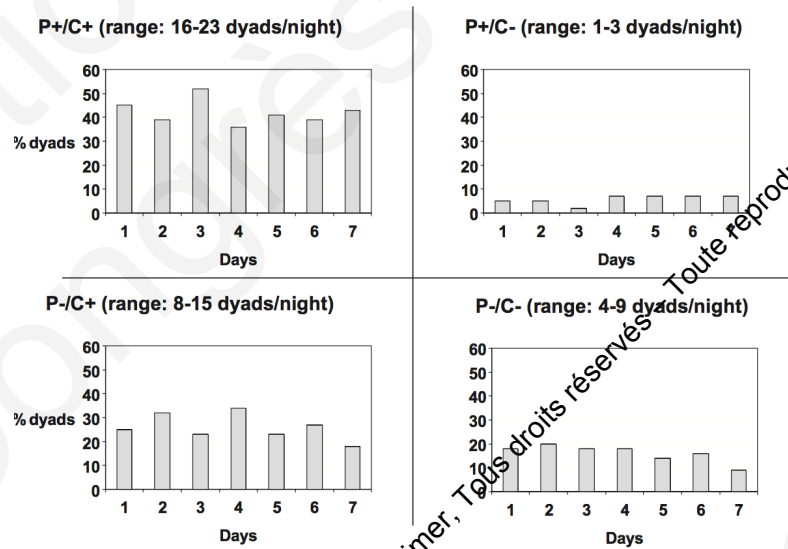 P+/C+ (range: 16-23 dyads/night)
60
50
40
% dyads 30
20
10
0
1 2 3 4 5 6 7
Days
P+/C- (range: 1-3 dyads/night)
60
50
40
30
20
10
0
1 2 3 4 5 6
Days
P-/C+ (range: 8-15 dyads/night)
60
50
40
% dyads 30
20
10
0
1 2 3 4 5 6 7
Days
P-/C- (range: 4-9 dyads/night)
60
50
40
30
20
10
0
1 2 3 4 5 6 7
Days
Tous droits réservés - Toute